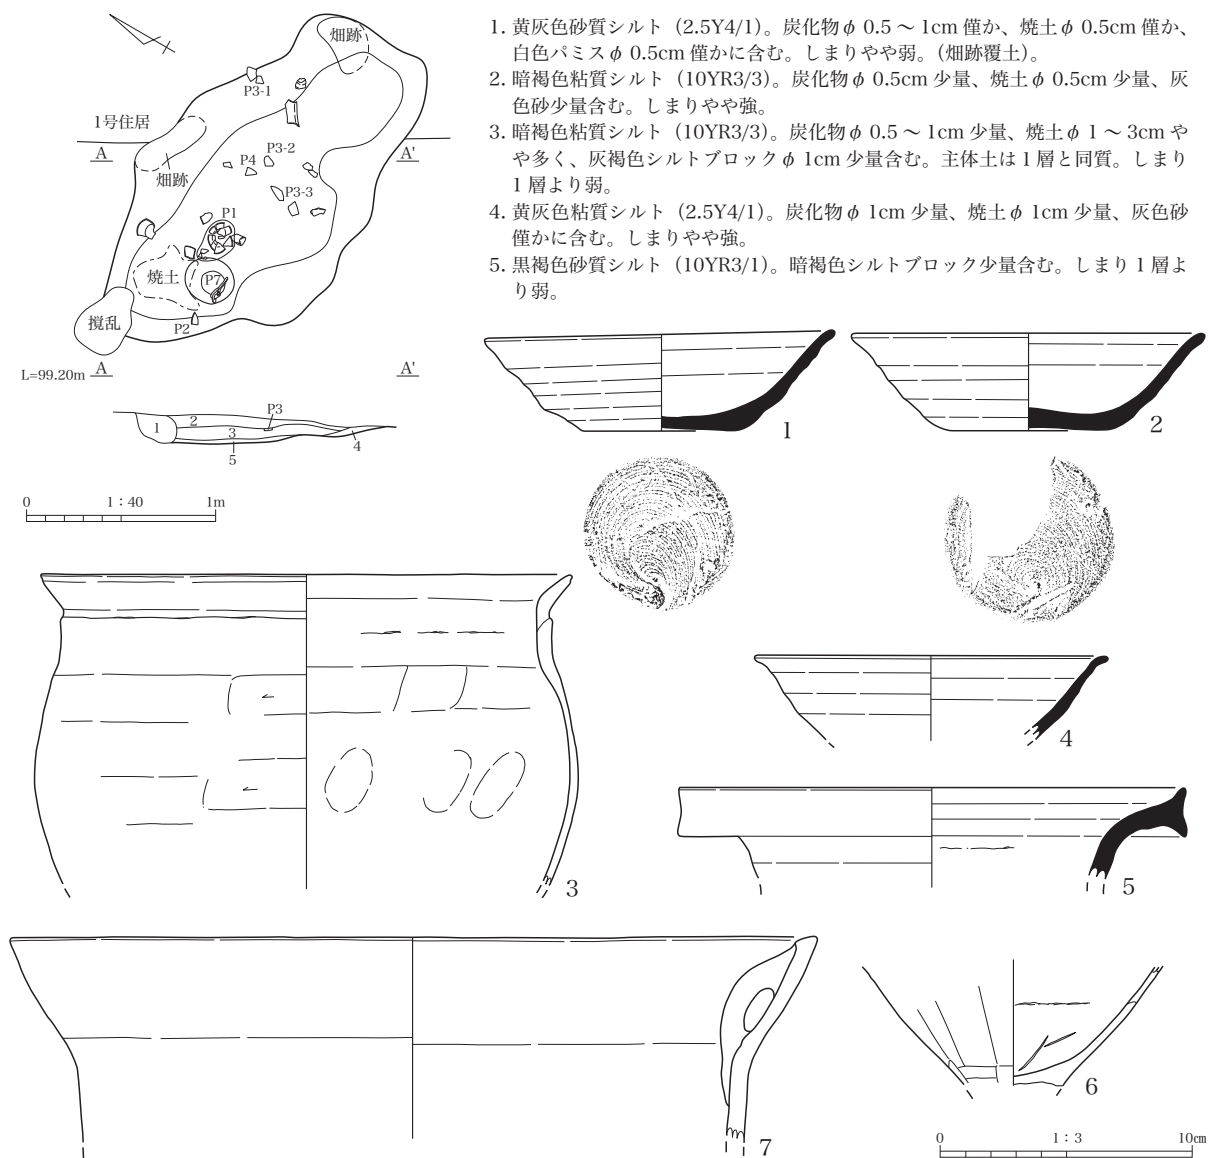 1. 黄灰色砂質シルト（2.5Y4/1）。炭化物φ 0.5 ～ 1cm 僅か、焼土φ 0.5cm 僅か、
白色パミスφ 0.5cm 僅かに含む。しまりやや弱。（畑跡覆土）。
2. 暗褐色粘質シルト（10YR3/3）。炭化物φ 0.5cm 少量、焼土φ 0.5cm 少量、灰
色砂少量含む。しまりやや強。
3. 暗褐色粘質シルト（10YR3/3）。炭化物φ 0.5 ～ 1cm 少量、焼土φ 1 ～ 3cm や
や多く、灰褐色シルトブロックφ 1cm 少量含む。主体土は 1 層と同質。しまり
1 層より弱。
4. 黄灰色粘質シルト（2.5Y4/1）。炭化物φ 1cm 少量、焼土φ 1cm 少量、灰色砂
僅かに含む。しまりやや強。
5. 黒褐色砂質シルト（10YR3/1）。暗褐色シルトブロック少量含む。しまり 1 層よ
り弱。
畑跡
P3-1
1号住居
A
A'
P3-2
P4
畑跡
P3-3
P1
焼土
P7
撹乱
P2
L=99.20m
A
A'
P3
1
2
3
4
5
0
1：40
1m
1
2
3
4
5
6
7
0
1：3
10cm